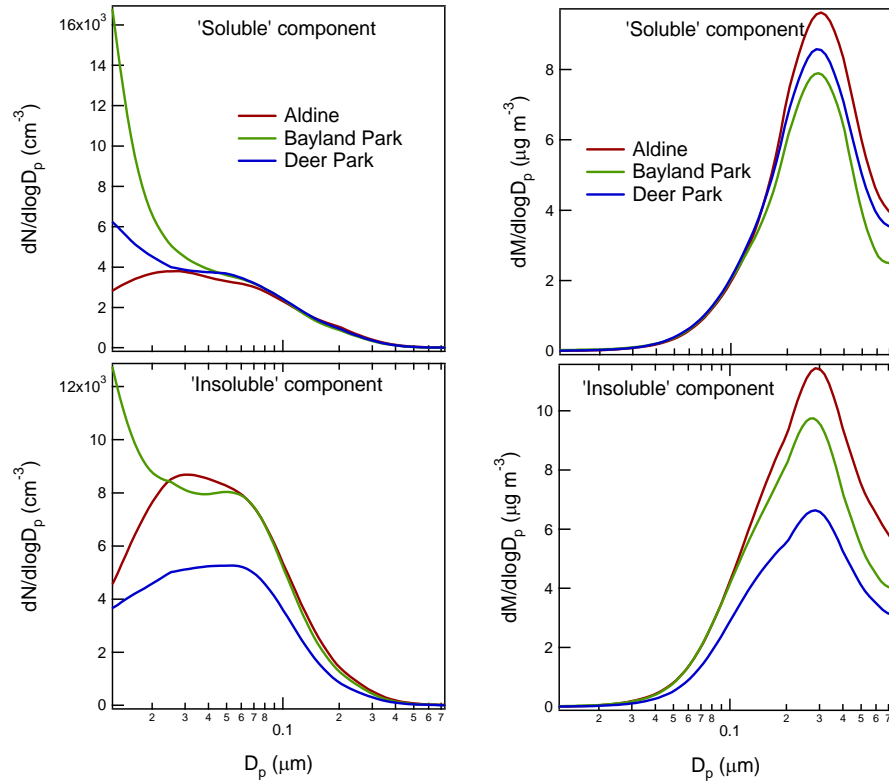 'Soluble' component
16x10³
14
12
10
8
6
4
2
0
dN/dlogDₚ (cm⁻³)
Aldine
Bayland Park
Deer Park
'Soluble' component
8
6
4
2
0
dM/dlogDₚ (μg m⁻³)
Aldine
Bayland Park
Deer Park
'Insoluble' component
12x10³
10
8
6
4
2
0
dN/dlogDₚ (cm⁻³)
2 3 4 5 6 7 8 0.1 2 3 4 5 6 7
Dₚ (μm)
'Insoluble' component
10
8
6
4
2
0
dM/dlogDₚ (μg m⁻³)
2 3 4 5 6 7 8 0.1 2 3 4 5 6 7
Dₚ (μm)